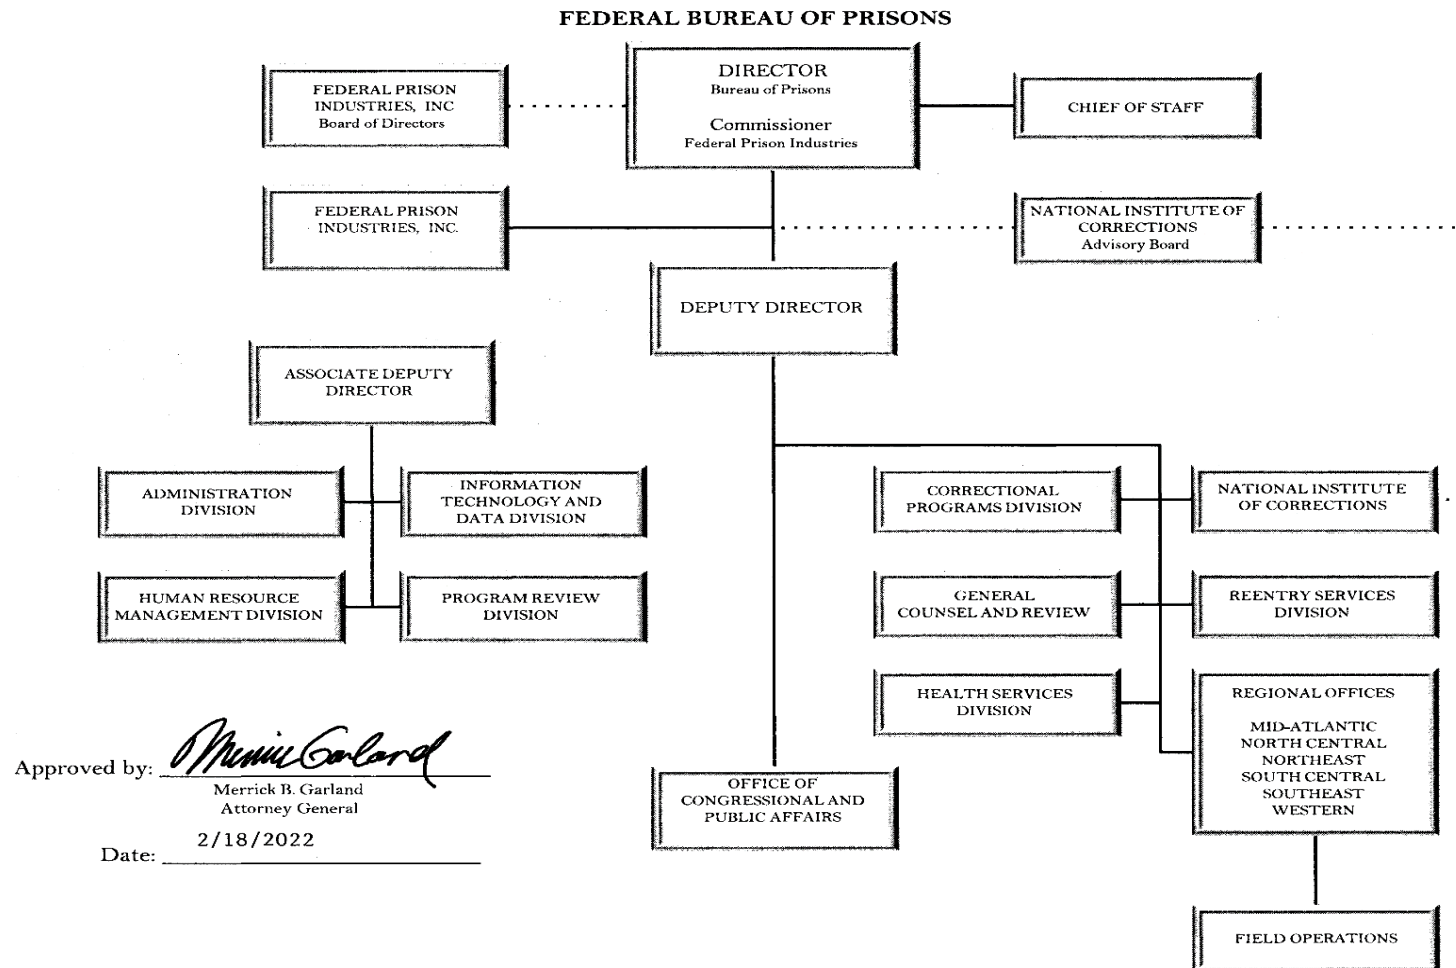 FEDERAL BUREAU OF PRISONS
FEDERAL PRISON
INDUSTRIES, INC
Board of Directors
DIRECTOR
Bureau of Prisons
Commissioner
Federal Prison Industries
CHIEF OF STAFF
FEDERAL PRISON
INDUSTRIES, INC.
NATIONAL INSTITUTE OF
CORRECTIONS
Advisory Board
DEPUTY DIRECTOR
ASSOCIATE DEPUTY
DIRECTOR
ADMINISTRATION
DIVISION
INFORMATION
TECHNOLOGY AND
DATA DIVISION
CORRECTIONAL
PROGRAMS DIVISION
NATIONAL INSTITUTE
OF CORRECTIONS
HUMAN RESOURCE
MANAGEMENT DIVISION
PROGRAM REVIEW
DIVISION
GENERAL
COUNSEL AND REVIEW
REENTRY SERVICES
DIVISION
HEALTH SERVICES
DIVISION
REGIONAL OFFICES
MID-ATLANTIC
NORTH CENTRAL
NORTHEAST
SOUTH CENTRAL
SOUTHEAST
WESTERN
OFFICE OF
CONGRESSIONAL AND
PUBLIC AFFAIRS
Approved by: Merrick Garland
Merrick B. Garland
Attorney General
Date: 2/18/2022
FIELD OPERATIONS